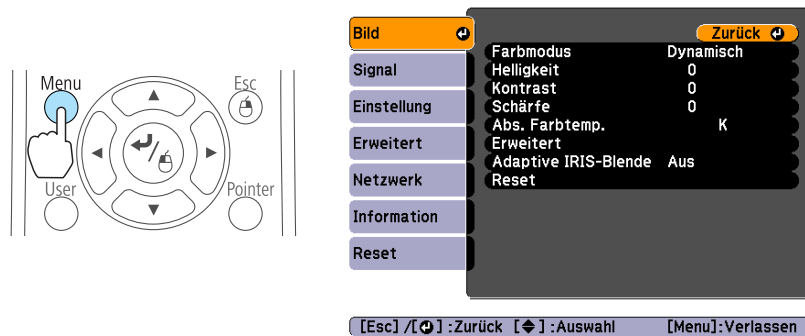 Menu
Esc
User
Pointer
Bild
Signal
Einstellung
Erweitert
Netzwerk
Information
Reset
Zurück
Farbmodus Dynamisch
Helligkeit 0
Kontrast 0
Schärfe 0
Abs. Farbtemp. K
Erweitert
Adaptive IRIS-Blende Aus
Reset
[Esc] /[ ] :Zurück [ ] :Auswahl [Menu]:Verlassen